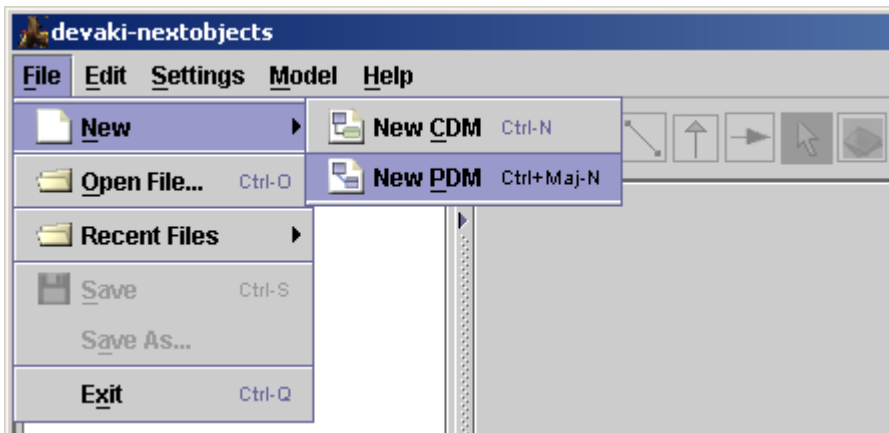 devaki-nextobjects
File Edit Settings Model Help
New
New CDM Ctrl-N
Open File... Ctrl-O
New PDM Ctrl+Maj-N
Recent Files
Save Ctrl-S
Save As...
Exit Ctrl-Q